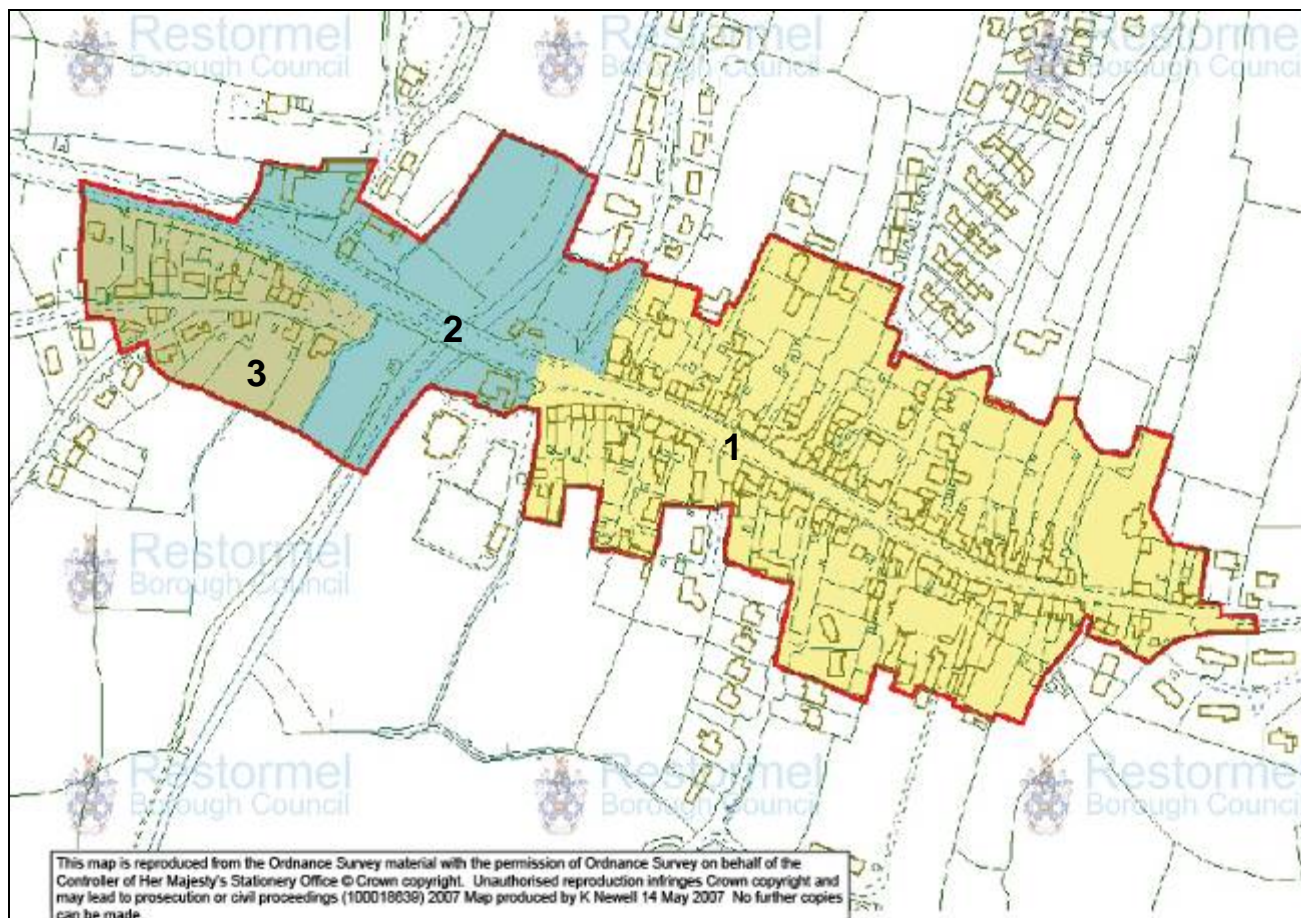 Restormel
Borough Council
Restormel
Borough Council
Restormel
Borough Council
2
3
1
Restormel
Borough Council
Restormel
Borough Council
Restormel
Borough Council
Restormel
Borough Council
This map is reproduced from the Ordnance Survey material with the permission of Ordnance Survey on behalf of the
Controller of Her Majesty's Stationery Office © Crown copyright. Unauthorised reproduction infringes Crown copyright and
may lead to prosecution or civil proceedings (100018639) 2007 Map produced by K Newell 14 May 2007 No further copies
can be made